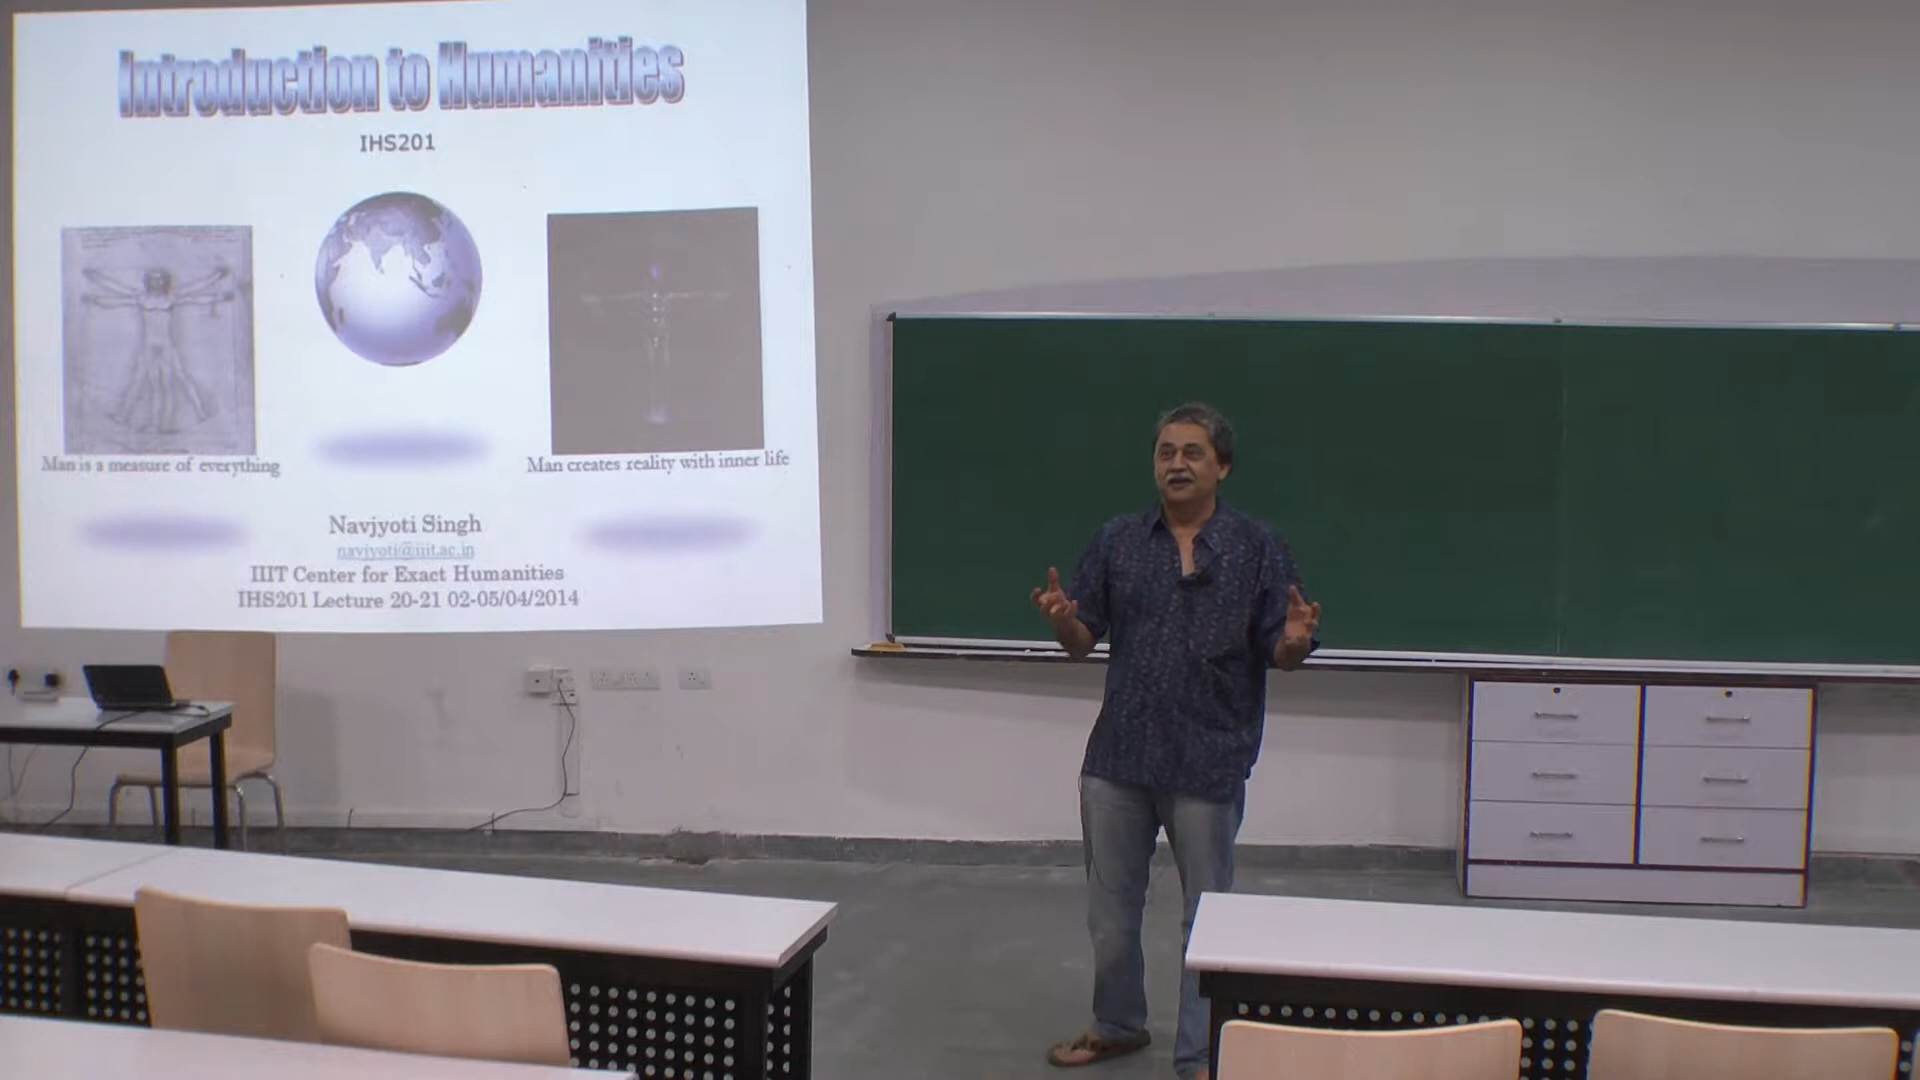 Introduction to Humanities
IHS201
Man is a measure of everything
Man creates reality with inner life
Navjyoti Singh
navjyoti@iiit.ac.in
IIIT Center for Exact Humanities
IHS201 Lecture 20-21 02-05/04/2014